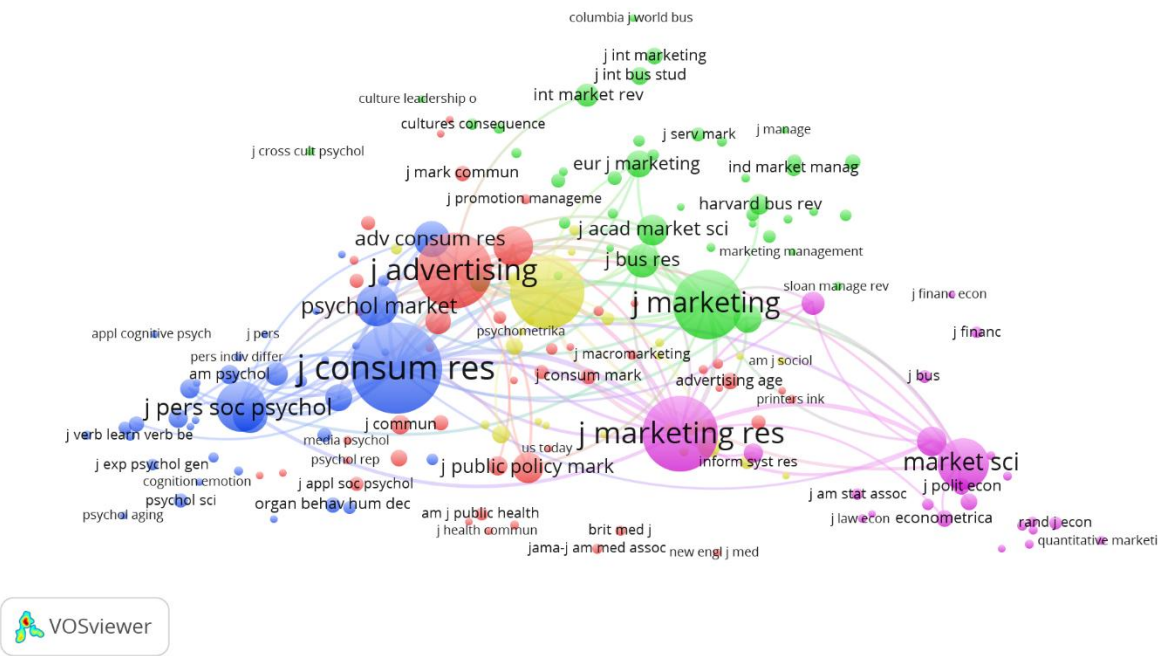 columbia j world bus
j int marketing
j int bus stud
int market rev
culture leadership o
cultures consequence
j serv mark
j manage
j cross cult psychol
j mark commun
eur j marketing
ind market manag
j promotion manageme
harvard bus rev
adv consum res
j acad market sci
j bus res
marketing management
j advertising
sloan manage rev
j financ econ
psychol market
j marketing
appl cognitive psych
j pers
psychometrika
j financ
pers indiv differ
j macromarketing
am j sociol
am psychol
j consum res
j consum mark
advertising age
j bus
printers ink
j pers soc psychol
j verb learn verb be
j commun
j marketing res
media psychol
us today
j exp psychol gen
psychol rep
j public policy mark
inform syst res
market sci
cognition emotion
j appl soc psychol
j polit econ
psychol sci
organ behav hum dec
j am stat assoc
psychol aging
am j public health
j law econ
econometrica
rand j econ
j health commun
brit med j
quantitative marketi
jama-j am med assoc
new engl j med
VOSviewer